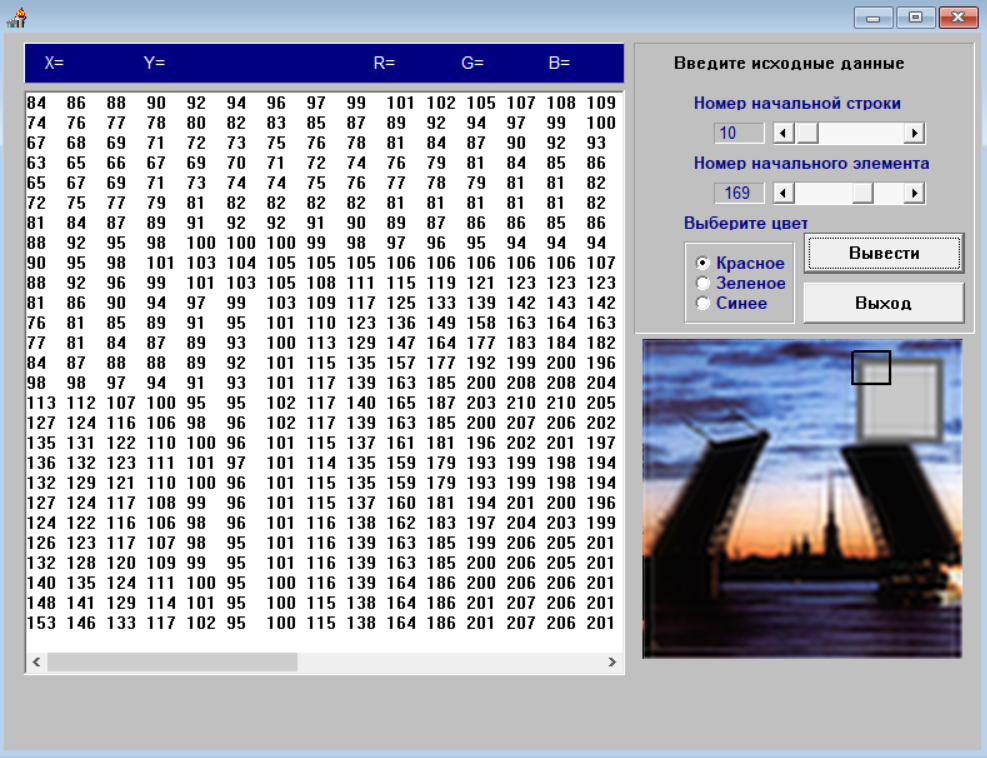 X= Y= R= G= B=
84 86 88 90 92 94 96 97 99 101 102 105 107 108 109
74 76 77 78 80 82 83 85 87 89 92 94 97 99 100
67 68 69 71 72 73 75 76 78 81 84 87 90 92 93
63 65 66 67 69 70 71 72 74 76 79 81 84 85 86
65 67 69 71 73 74 74 75 76 77 78 79 81 81 82
72 75 77 79 81 82 82 82 82 81 81 81 81 81 82
81 84 87 89 91 92 92 91 90 89 87 86 86 85 86
88 92 95 98 100 100 100 99 98 97 96 95 94 94 94
90 95 98 101 103 104 105 105 105 106 106 106 106 106 107
88 92 96 99 101 103 105 108 111 115 119 121 123 123 123
81 86 90 94 97 99 103 109 117 125 133 139 142 143 142
76 81 85 89 91 95 101 110 123 136 149 158 163 164 163
77 81 84 87 89 93 100 113 129 147 164 177 183 184 182
84 87 88 88 89 92 101 115 135 157 177 192 199 200 196
98 98 97 94 91 93 101 117 139 163 185 200 208 208 204
113 112 107 100 95 95 102 117 140 165 187 203 210 210 205
127 124 116 106 98 96 102 117 139 163 185 200 207 206 202
135 131 122 110 100 96 101 115 137 161 181 196 202 201 197
136 132 123 111 101 97 101 114 135 159 179 193 199 198 194
132 129 121 110 100 96 101 115 135 159 179 193 199 198 194
127 124 117 108 99 96 101 115 137 160 181 194 201 200 196
124 122 116 106 98 96 101 116 138 162 183 197 204 203 199
126 123 117 107 98 95 101 116 139 163 185 199 206 205 201
132 128 120 109 99 95 101 116 139 163 185 200 206 205 201
140 135 124 111 100 95 100 116 139 164 186 200 206 206 201
148 141 129 114 101 95 100 115 138 164 186 201 207 206 201
153 146 133 117 102 95 100 115 138 164 186 201 207 206 201
Введите исходные данные
Номер начальной строки
10
Номер начального элемента
169
Выберите цвет
Красное
Зеленое
Синее
Вывести
Выход